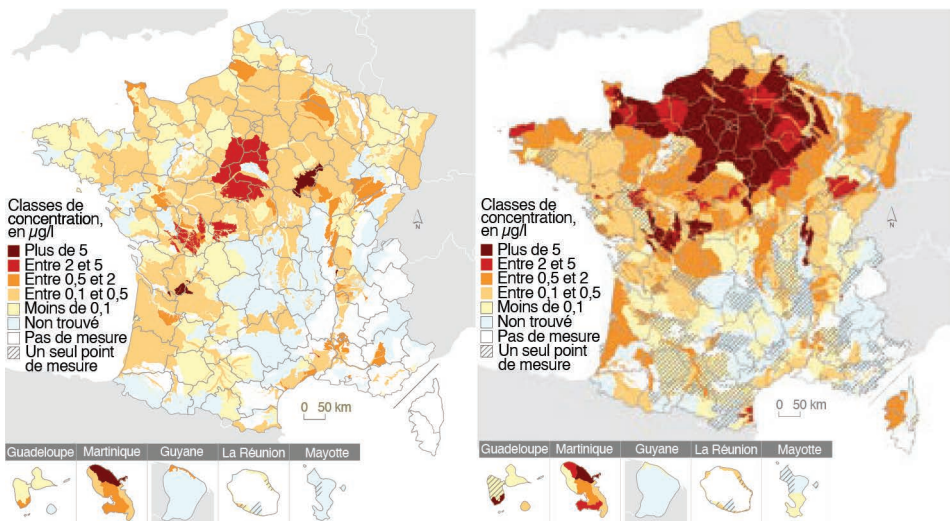 Classes de
concentration,
en µg/l
Plus de 5
Entre 2 et 5
Entre 0,5 et 2
Entre 0,1 et 0,5
Moins de 0,1
Non trouvé
Pas de mesure
Un seul point
de mesure
N
0 50 km
Guadeloupe Martinique Guyane La Réunion Mayotte
Classes de
concentration,
en µg/l
Plus de 5
Entre 2 et 5
Entre 0,5 et 2
Entre 0,1 et 0,5
Moins de 0,1
Non trouvé
Pas de mesure
Un seul point
de mesure
N
0 50 km
Guadeloupe Martinique Guyane La Réunion Mayotte